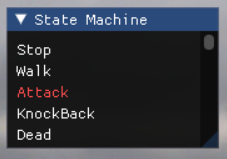 State Machine
Stop
Walk
Attack
KnockBack
Dead